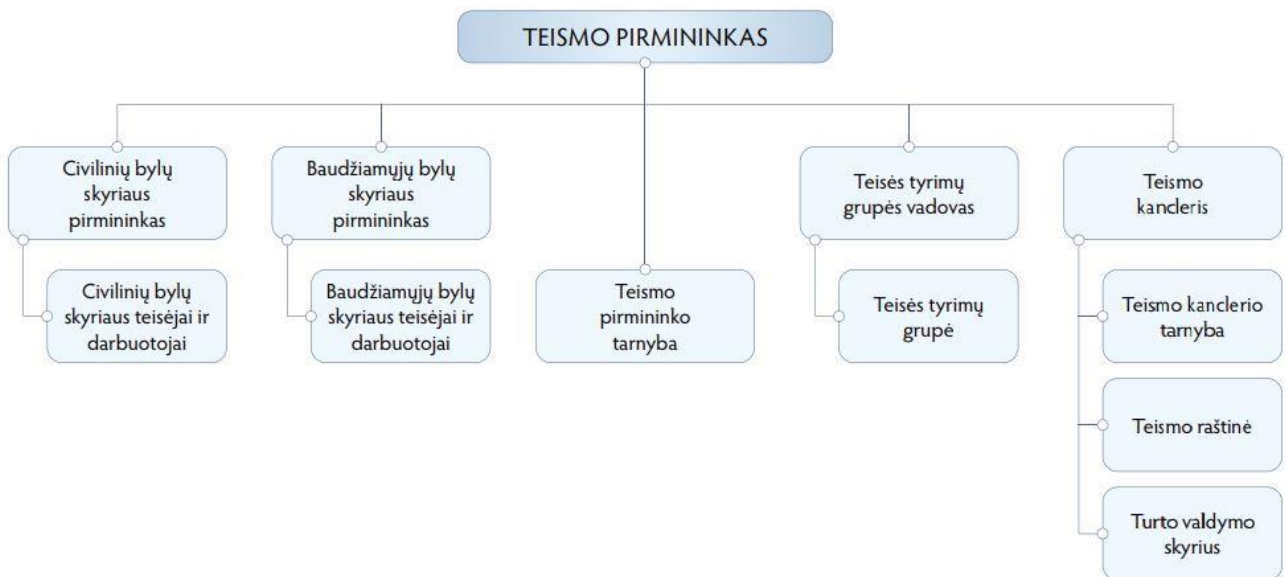 TEISMO PIRMININKAS
Civilinių bylų
skyriaus
pirmininkas
Baudžiamųjų bylų
skyriaus
pirmininkas
Teisės tyrimų
grupės vadovas
Teismo
kancleris
Civilinių bylų
skyriaus teisėjai ir
darbuotojai
Baudžiamųjų bylų
skyriaus teisėjai ir
darbuotojai
Teismo
pirmininko
tarnyba
Teisės tyrimų
grupė
Teismo kanclerio
tarnyba
Teismo raštinė
Turto valdymo
skyrius